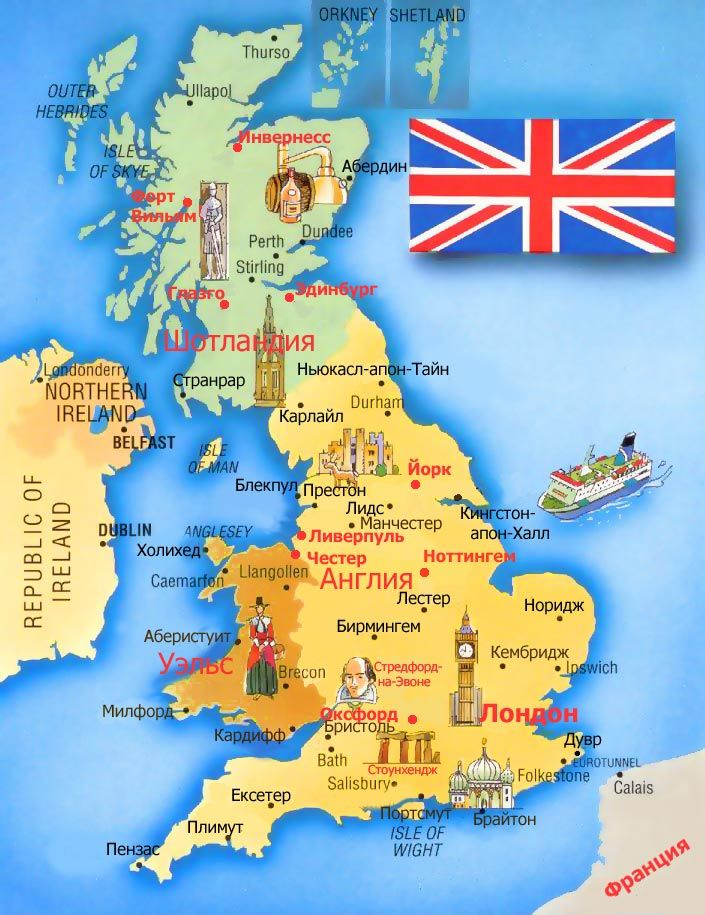 ORKNEY
SHETLAND
Thurso
OUTER
HEBRIDES
Ullapol
Инвернесс
ISLE
OF SKYE
Абердин
Форт
Вильям
Dundee
Perth
Stirling
Глазго
Эдинбург
Шотландия
Londonderry
Странрар
Ньюкасл-апон-Тайн
NORTHERN
IRELAND
Durham
Карлайл
BELFAST
ISLE
OF MAN
Йорк
Блекпул
Престон
Лидс
Кингстон-
апон-Халл
REPUBLIC OF
IRELAND
DUBLIN
ANGLESEY
Манчестер
Ливерпуль
Холихед
Честер
Ноттингем
Caemarfon
Llangollen
Англия
Лестер
Норидж
Аберистуит
Бирмингем
Уэльс
Кембридж
Ipswich
Brecon
Стредфорд-
на-Эвоне
Милфорд
Оксфорд
Лондон
Кардифф
Бристоль
Дувр
Bath
Стоунхендж
EUROTUNNEL
Folkestone
Salisbury
Calais
Ексетер
Портсмут
Брайтон
Плимут
ISLE OF
WIGHT
Пензас
Франция